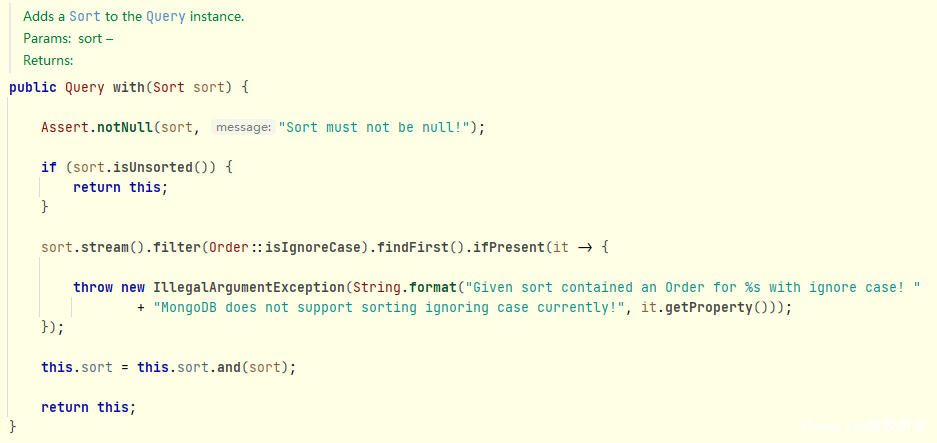 Adds a Sort to the Query instance.
Params: sort –
Returns:
public Query with(Sort sort) {
Assert.notNull(sort, message: "Sort must not be null!");
if (sort.isUnsorted()) {
return this;
}
sort.stream().filter(Order::isIgnoreCase).findFirst().ifPresent(it -> {
throw new IllegalArgumentException(String.format("Given sort contained an Order for %s with ignore case! "
+ "MongoDB does not support sorting ignoring case currently!", it.getProperty()));
});
this.sort = this.sort.and(sort);
return this;
}